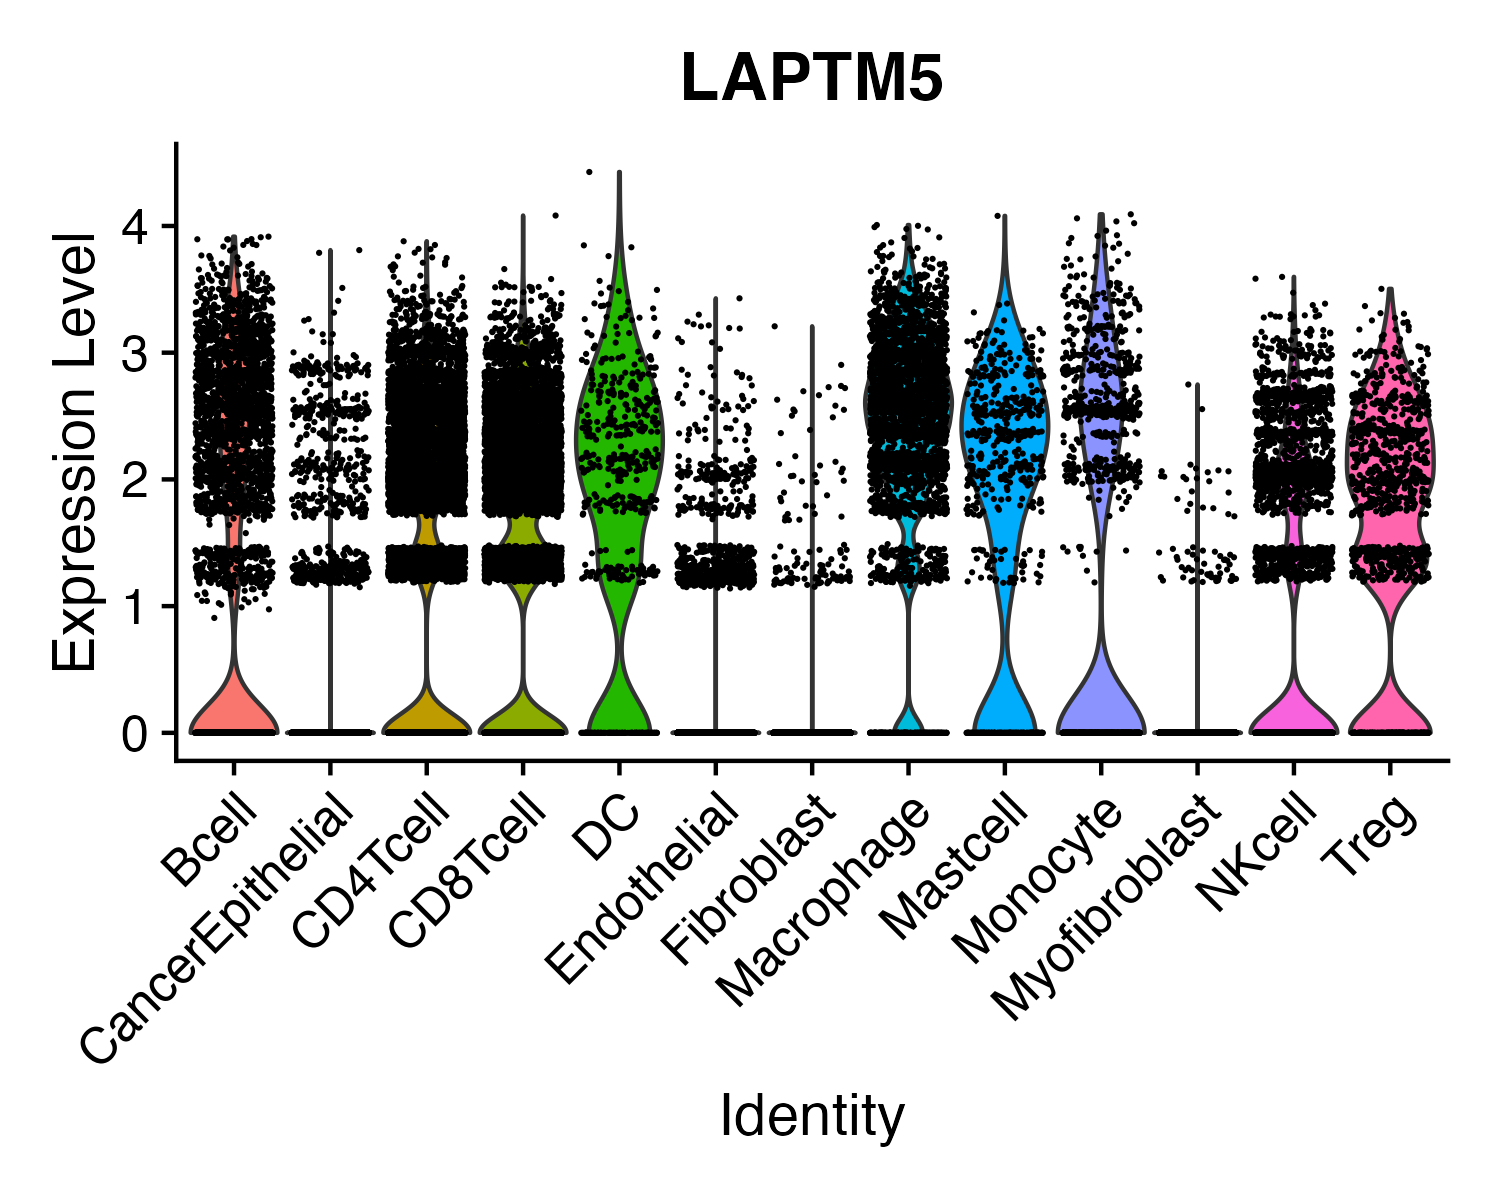 LAPTM5
Expression Level
4
3
2
1
0
Bcell
CancerEpithelial
CD4Tcell
CD8Tcell
DC
Endothelial
Fibroblast
Macrophage
Mastcell
Monocyte
Myofibroblast
NKcell
Treg
Identity